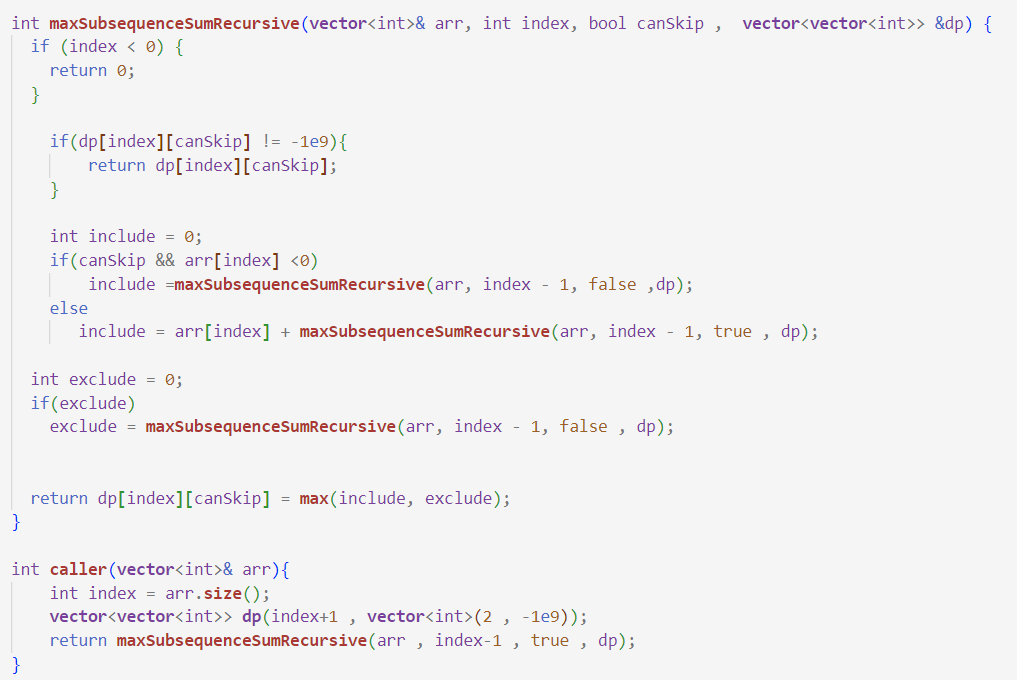 int maxSubsequenceSumRecursive(vector<int>& arr, int index, bool canSkip ,  vector<vector<int>> &dp) {
  if (index < 0) {
    return 0;
  }

    if(dp[index][canSkip] != -1e9){
        return dp[index][canSkip];
    }

    int include = 0;
    if(canSkip && arr[index] <0)
        include =maxSubsequenceSumRecursive(arr, index - 1, false ,dp);
    else
       include = arr[index] + maxSubsequenceSumRecursive(arr, index - 1, true , dp);

  int exclude = 0;
  if(exclude)
    exclude = maxSubsequenceSumRecursive(arr, index - 1, false , dp);


  return dp[index][canSkip] = max(include, exclude);
}

int caller(vector<int>& arr){
    int index = arr.size();
    vector<vector<int>> dp(index+1 , vector<int>(2 , -1e9));
    return maxSubsequenceSumRecursive(arr , index-1 , true , dp);
}